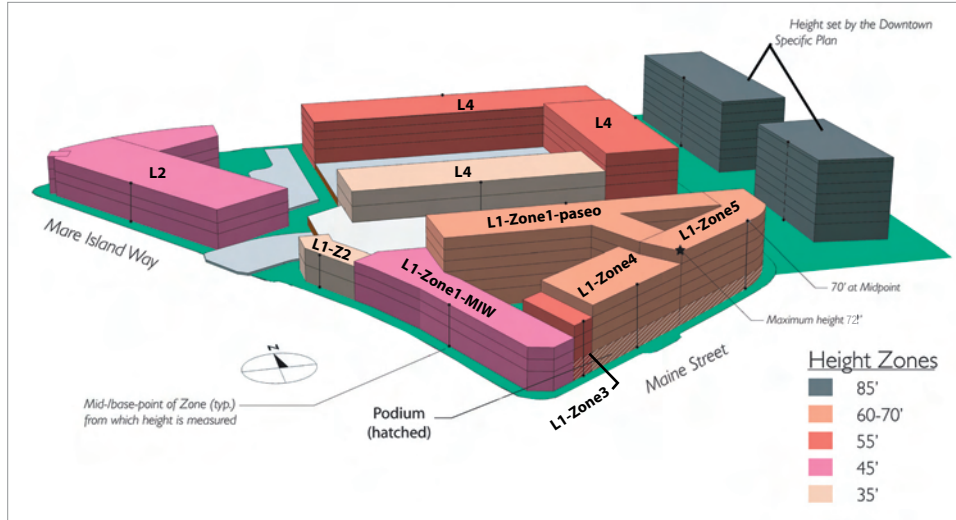 Height set by the Downtown
Specific Plan
L4
L4
L2
L4
L1-Zone1-paseo
L1-Zone5
Mare Island Way
L1-Z2
L1-Zone1-MIW
L1-Zone4
70' at Midpoint
Maximum height 72'
N
Maine Street
Height Zones
85'
60-70'
55'
45'
35'
Mid-/base-point of Zone (typ.)
from which height is measured
Podium
(hatched)
L1-Zone3